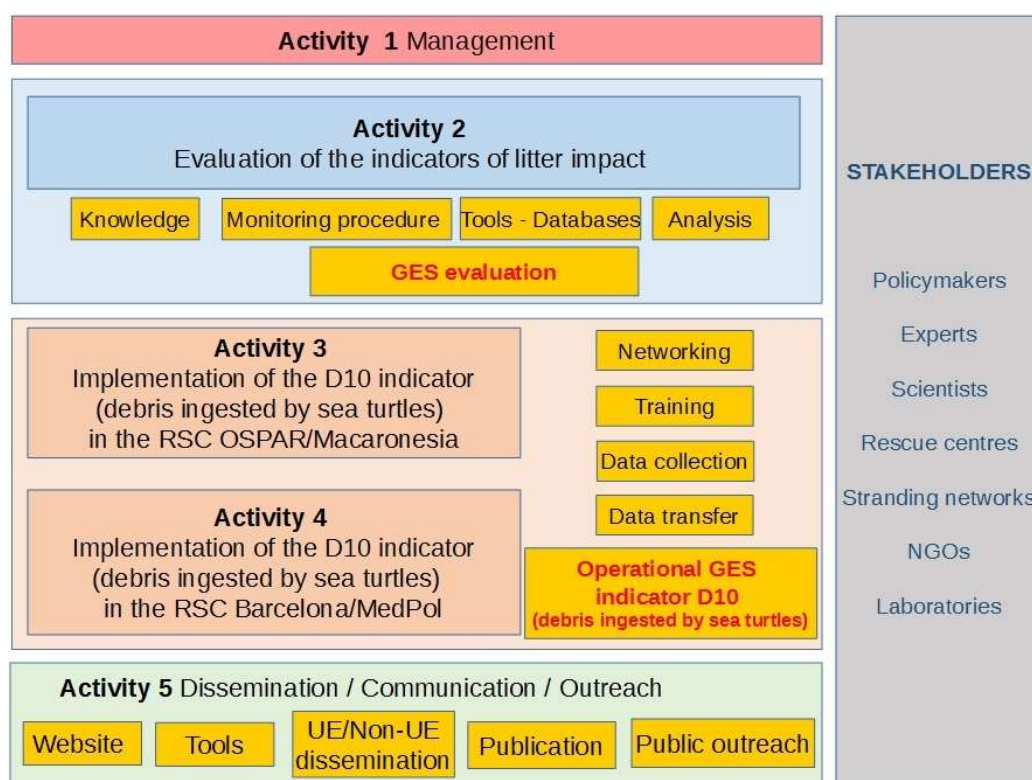 Activity 1 Management
Activity 2
Evaluation of the indicators of litter impact
Knowledge
Monitoring procedure
Tools - Databases
Analysis
GES evaluation
Activity 3
Implementation of the D10 indicator
(debris ingested by sea turtles)
in the RSC OSPAR/Macaronesia
Activity 4
Implementation of the D10 indicator
(debris ingested by sea turtles)
in the RSC Barcelona/MedPol
Networking
Training
Data collection
Data transfer
Operational GES
indicator D10
(debris ingested by sea turtles)
Activity 5 Dissemination / Communication / Outreach
Website
Tools
UE/Non-UE
dissemination
Publication
Public outreach
STAKEHOLDERS
Policymakers
Experts
Scientists
Rescue centres
Stranding networks
NGOs
Laboratories